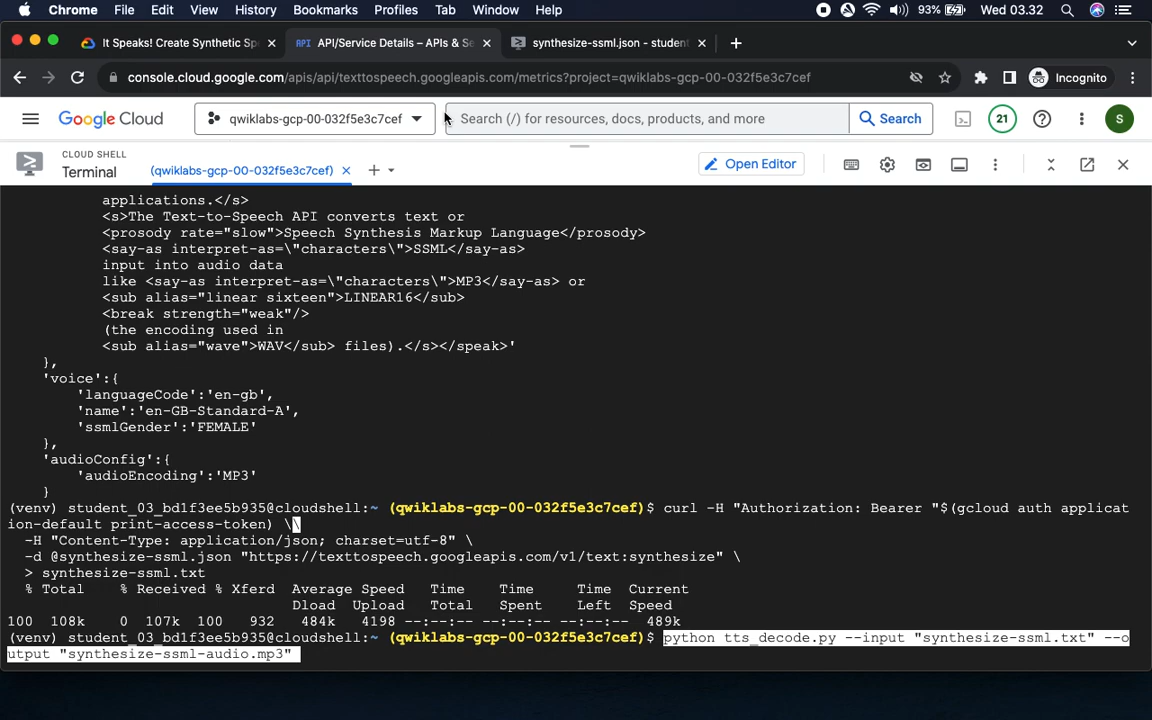 Chrome File Edit View History Bookmarks Profiles Tab Window Help 93% Wed 03.32
It Speaks! Create Synthetic Sp API API/Service Details – APIs & Se synthesize-ssml.json - student
console.cloud.google.com/apis/api/texttospeech.googleapis.com/metrics?project=qwiklabs-gcp-00-032f5e3c7cef Incognito
Google Cloud qwiklabs-gcp-00-032f5e3c7cef Search (/) for resources, docs, products, and more Search 21 S
CLOUD SHELL
Terminal (qwiklabs-gcp-00-032f5e3c7cef) Open Editor
applications.</s>
<s>The Text-to-Speech API converts text or
<prosody rate="slow">Speech Synthesis Markup Language</prosody>
<say-as interpret-as=\"characters\">SSML</say-as>
input into audio data
like <say-as interpret-as=\"characters\">MP3</say-as> or
<sub alias="linear sixteen">LINEAR16</sub>
<break strength="weak"/>
(the encoding used in
<sub alias="wave">WAV</sub> files).</s></speak>'
},
'voice':{
'languageCode':'en-gb',
'name':'en-GB-Standard-A',
'ssmlGender':'FEMALE'
},
'audioConfig':{
'audioEncoding':'MP3'
}
(venv) student_03_bd1f3ee5b935@cloudshell:~ (qwiklabs-gcp-00-032f5e3c7cef)$ curl -H "Authorization: Bearer "$(gcloud auth applicat
ion-default print-access-token) \\
-H "Content-Type: application/json; charset=utf-8" \
-d @synthesize-ssml.json "https://texttospeech.googleapis.com/v1/text:synthesize" \
> synthesize-ssml.txt
% Total % Received % Xferd Average Speed Time Time Time Current
Dload Upload Total Spent Left Speed
100 108k 0 107k 100 932 484k 4198 --:--:-- --:--:-- --:--:-- 489k
(venv) student_03_bd1f3ee5b935@cloudshell:~ (qwiklabs-gcp-00-032f5e3c7cef)$ python tts_decode.py --input "synthesize-ssml.txt" --o
utput "synthesize-ssml-audio.mp3"